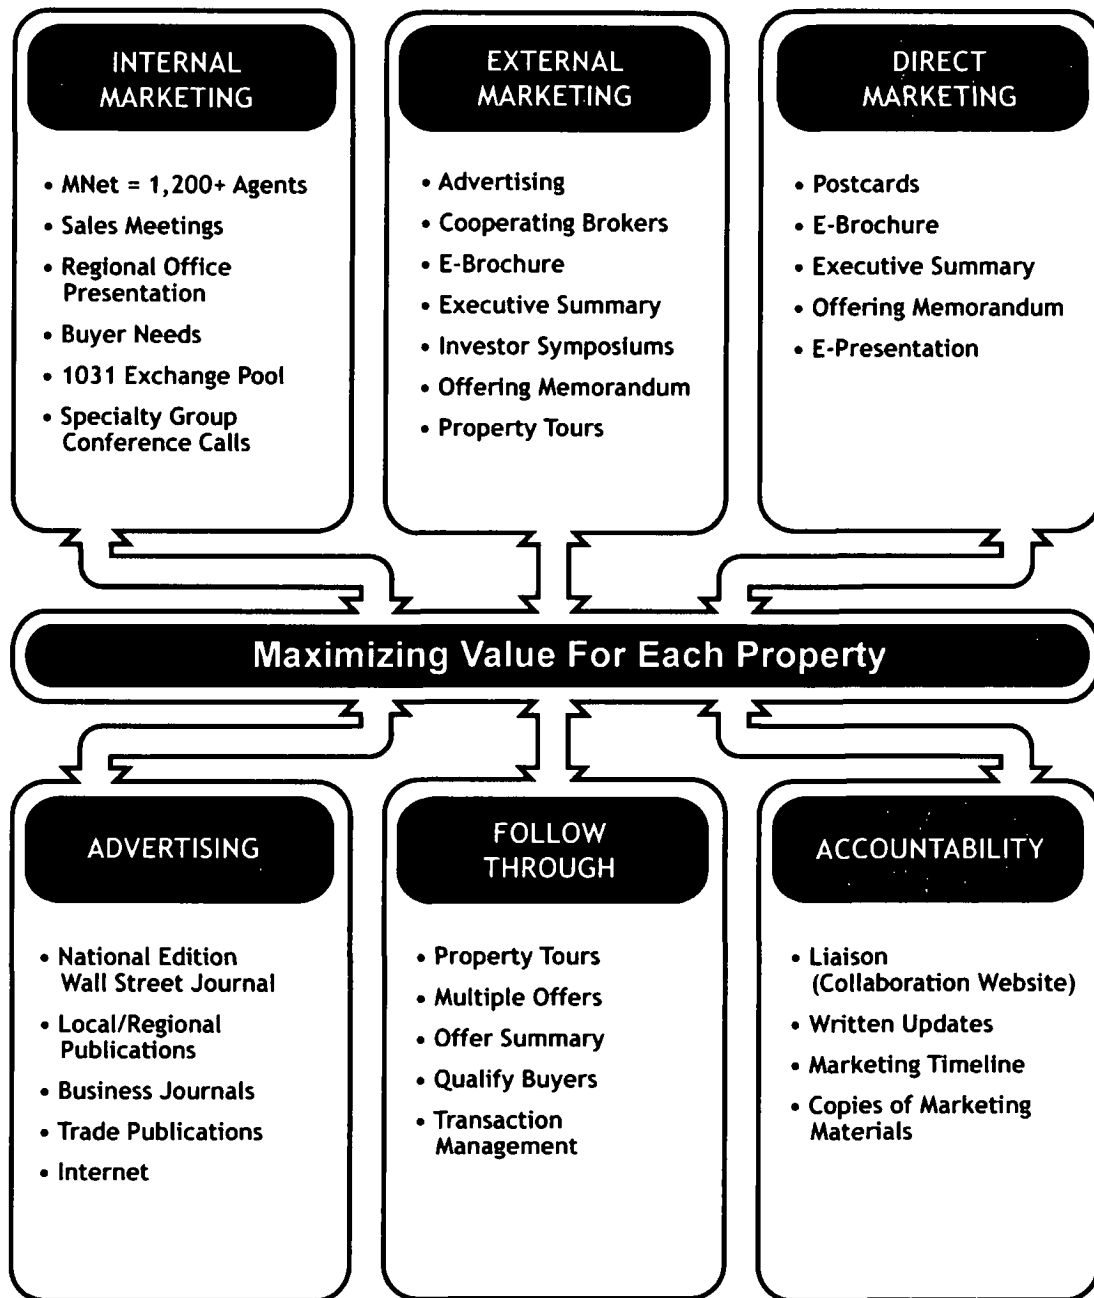 INTERNAL
MARKETING
• MNet = 1,200+ Agents
• Sales Meetings
• Regional Office
Presentation
• Buyer Needs
• 1031 Exchange Pool
• Specialty Group
Conference Calls
EXTERNAL
MARKETING
• Advertising
• Cooperating Brokers
• E-Brochure
• Executive Summary
• Investor Symposiums
• Offering Memorandum
• Property Tours
DIRECT
MARKETING
• Postcards
• E-Brochure
• Executive Summary
• Offering Memorandum
• E-Presentation
Maximizing Value For Each Property
ADVERTISING
• National Edition
Wall Street Journal
• Local/Regional
Publications
• Business Journals
• Trade Publications
• Internet
FOLLOW
THROUGH
• Property Tours
• Multiple Offers
• Offer Summary
• Qualify Buyers
• Transaction
Management
ACCOUNTABILITY
• Liaison
(Collaboration Website)
• Written Updates
• Marketing Timeline
• Copies of Marketing
Materials